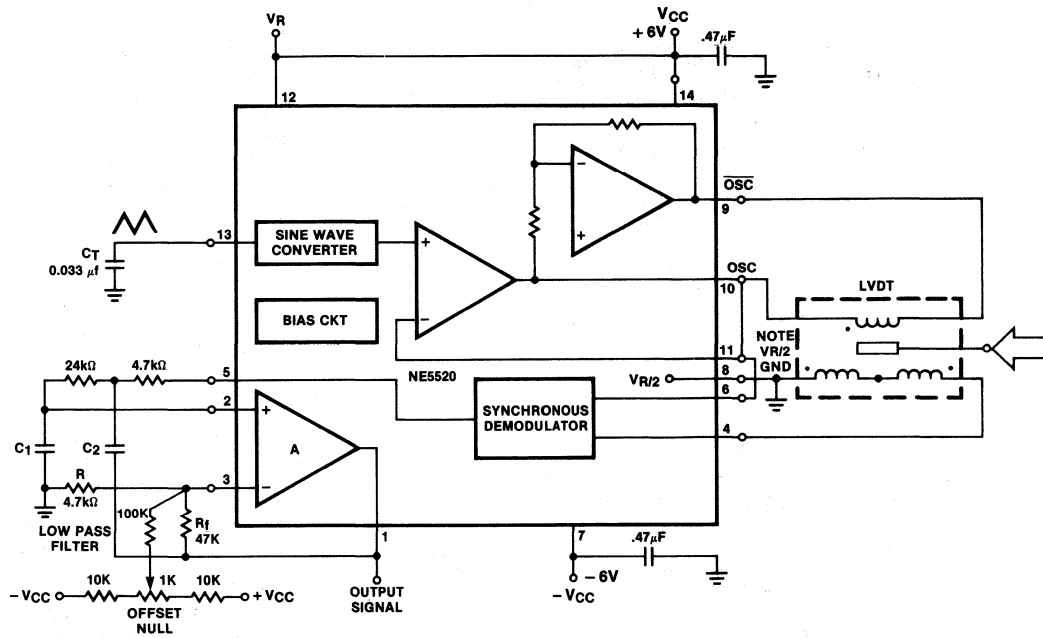 VR
VCC
+ 6V
.47µF
12
14
OSC
9
13
SINE WAVE
CONVERTER
+
−
−
+
CT
0.033 µf
OSC
10
LVDT
BIAS CKT
NOTE
VR/2
GND
11
24kΩ
4.7kΩ
5
NE5520
VR/2
8
6
2
+
SYNCHRONOUS
DEMODULATOR
4
C1
C2
A
R
4.7kΩ
3
−
LOW PASS
FILTER
100K
Rf
47K
1
7
.47µF
− 6V
− VCC
OUTPUT
SIGNAL
− VCC
10K
1K
10K
+ VCC
OFFSET
NULL